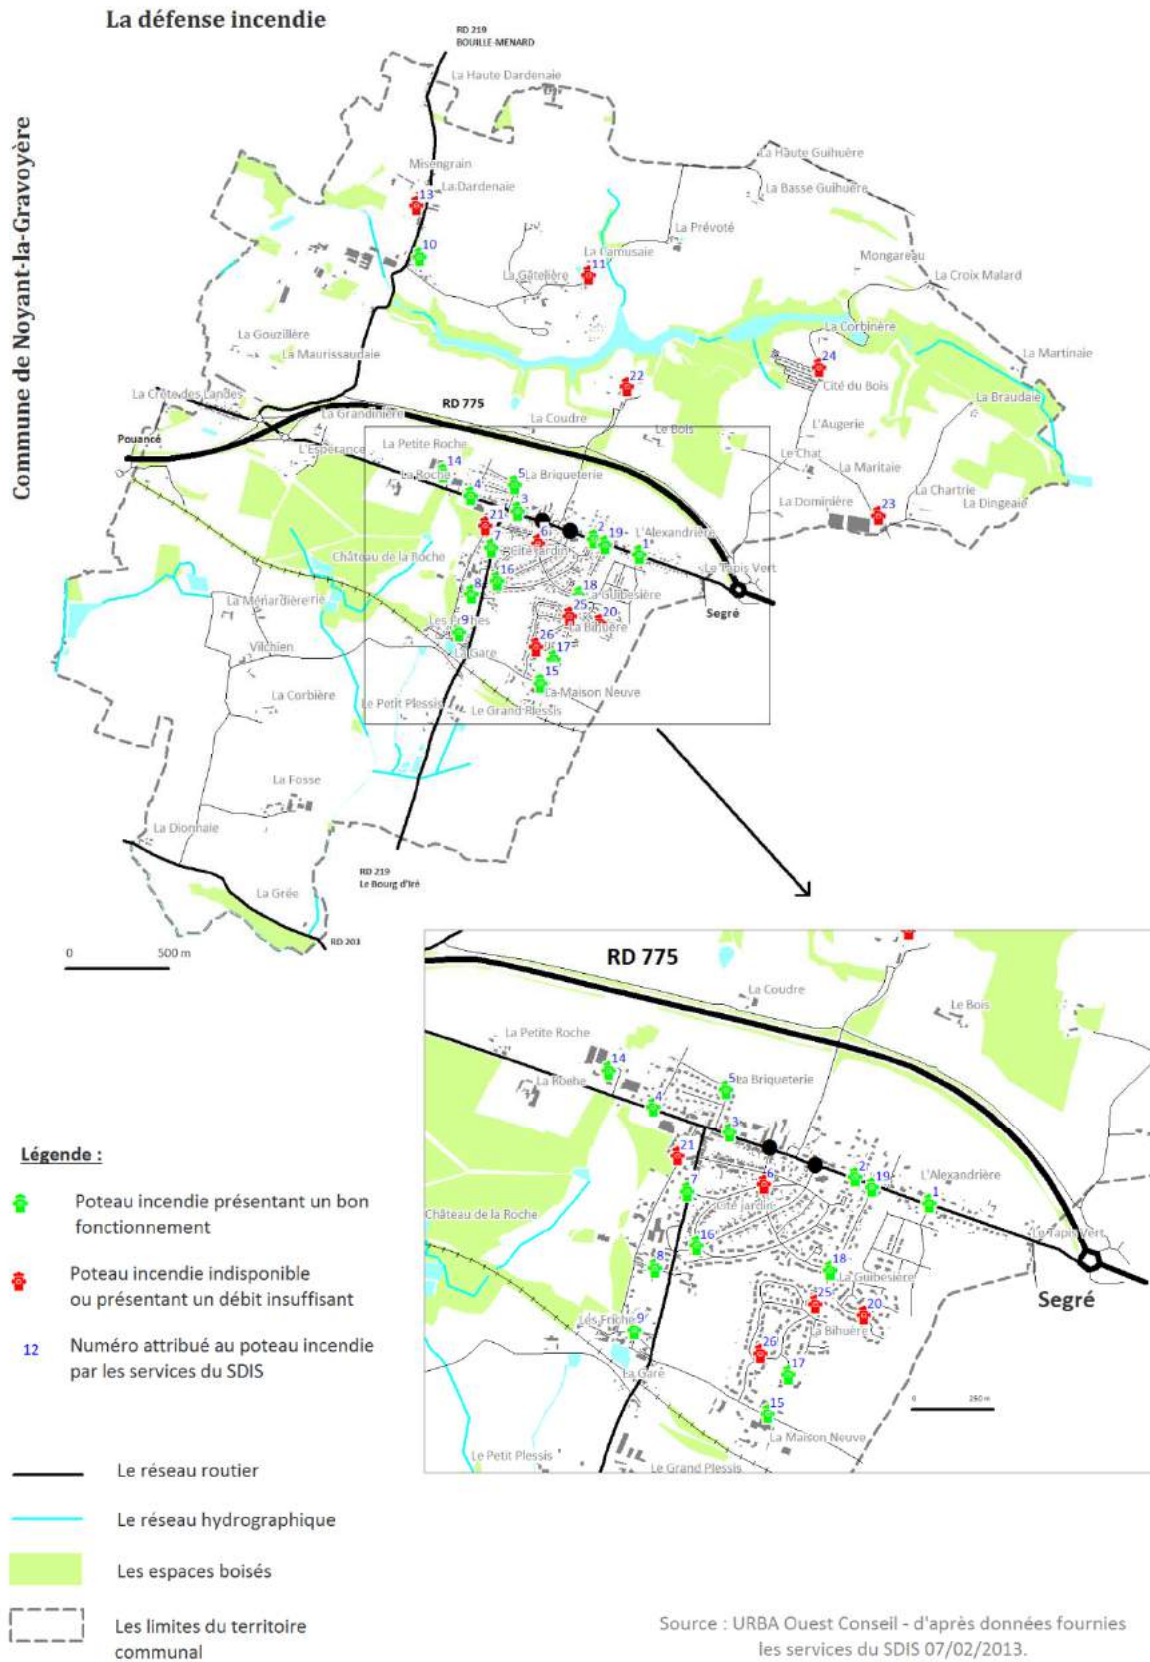 La défense incendie
Commune de Noyant-la-Gravoyère
RD 219
BOUILLE-MENARD
La Haute Dardenaie
Misengrain
La Dardenaie
13
10
La Haute Guihuère
La Basse Guihuère
La Prévoté
La Camusaie
11
La Gâtelière
Mongareau
La Croix Malard
La Gouzillère
La Maurissaudaie
La Corbinère
24
Cité du Bois
La Martinaie
La Braudaie
22
La Crête des Landes
La Grandinière
RD 775
La Coudre
L'Augerie
Pouancé
L'Espérance
La Petite Roche
Le Bois
Le Chat
La Maritaie
14
La Roche
5
La Briqueterie
4
3
La Dominière
La Chartrie
La Dingeaie
23
21
6
2
19
L'Alexandrière
1
7
Cité jardin
Château de la Roche
Le Tapis Vert
16
8
18
La Guibesière
Segré
La Ménardière
25
20
La Bihuère
9
Les Friches
26
17
Vilchien
La Gare
15
La Maison Neuve
La Corbière
Le Petit Plessis
Le Grand Plessis
La Fosse
La Dionnaie
RD 219
Le Bourg d'Iré
La Grée
RD 203
0 500 m
RD 775
La Coudre
Le Bois
La Petite Roche
14
La Roche
5
La Briqueterie
4
3
21
6
2
19
L'Alexandrière
1
7
Cité jardin
Château de la Roche
Le Tapis Vert
16
8
18
La Guibesière
Segré
25
20
La Bihuère
Les Friche
9
26
17
La Gare
15
La Maison Neuve
Le Petit Plessis
Le Grand Plessis
0 250 m
Légende :
Poteau incendie présentant un bon
fonctionnement
Poteau incendie indisponible
ou présentant un débit insuffisant
12 Numéro attribué au poteau incendie
par les services du SDIS
Le réseau routier
Le réseau hydrographique
Les espaces boisés
Les limites du territoire
communal
Source : URBA Ouest Conseil - d'après données fournies
les services du SDIS 07/02/2013.